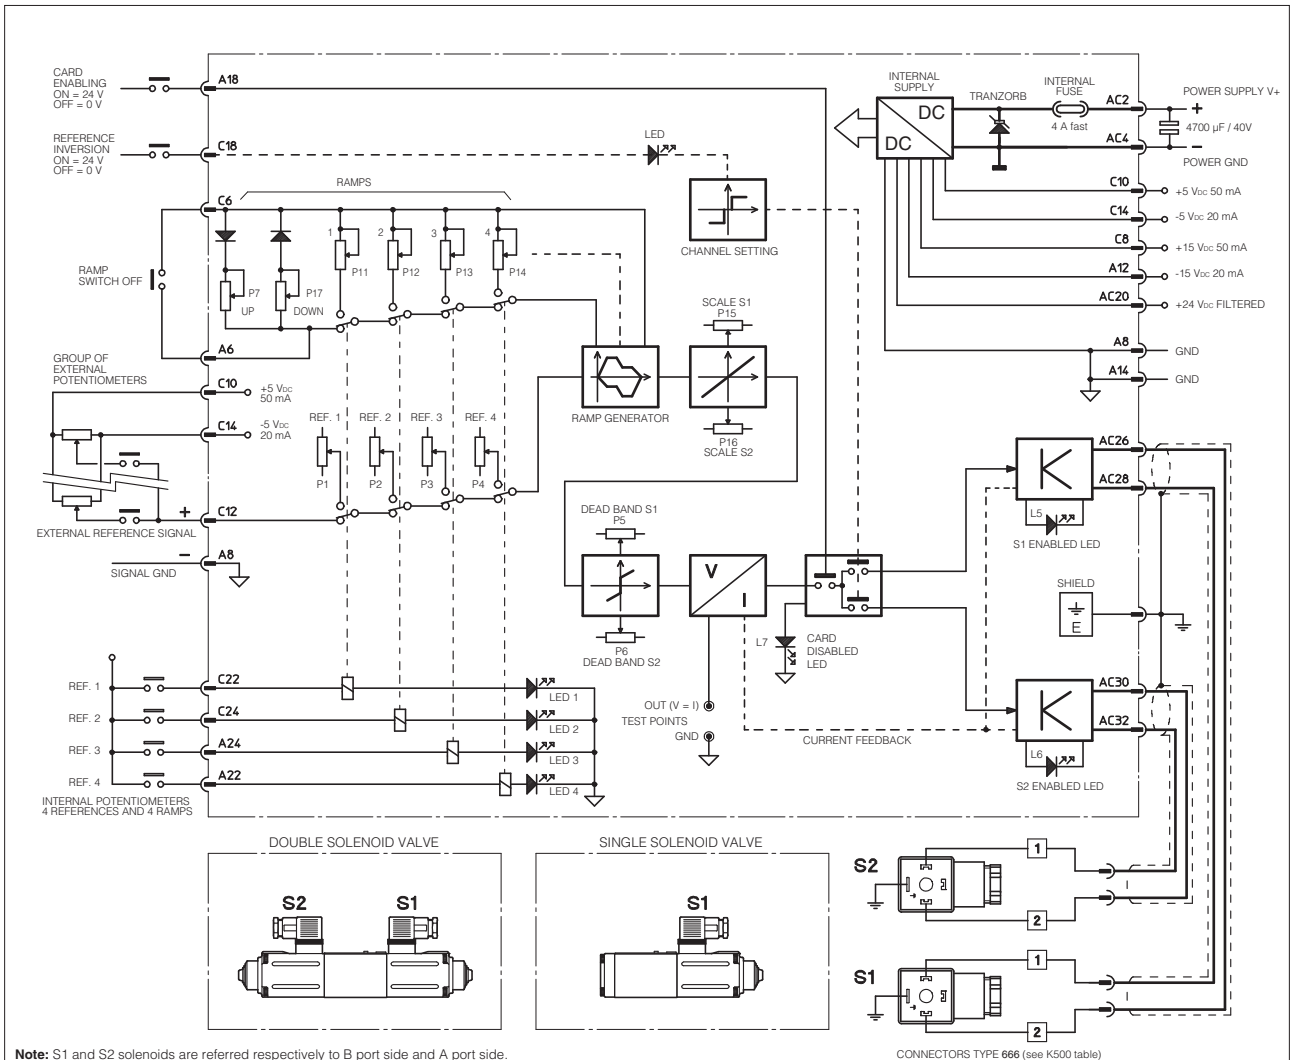 CARD
ENABLING
ON = 24 V
OFF = 0 V
A18
REFERENCE
INVERSION
ON = 24 V
OFF = 0 V
C18
LED
INTERNAL
SUPPLY
DC
DC
TRANZORB
INTERNAL
FUSE
4 A fast
AC2
POWER SUPPLY V+
+
4700 µF / 40V
AC4
−
POWER GND
C10
+5 VDC 50 mA
C14
-5 VDC 20 mA
C8
+15 VDC 50 mA
A12
-15 VDC 20 mA
AC20
+24 VDC FILTERED
A8
GND
A14
GND
RAMPS
C6
1
2
3
4
P11
P12
P13
P14
RAMP
SWITCH OFF
P7
UP
P17
DOWN
A6
CHANNEL SETTING
SCALE S1
P15
P16
SCALE S2
RAMP GENERATOR
GROUP OF
EXTERNAL
POTENTIOMETERS
C10
+5 VDC
50 mA
C14
-5 VDC
20 mA
REF. 1
REF. 2
REF. 3
REF. 4
P1
P2
P3
P4
+
C12
EXTERNAL REFERENCE SIGNAL
−
A8
SIGNAL GND
DEAD BAND S1
P5
P6
DEAD BAND S2
V
I
L7
CARD
DISABLED
LED
AC26
AC28
L5
S1 ENABLED LED
SHIELD
E
AC30
AC32
L6
S2 ENABLED LED
OUT (V = I)
TEST POINTS
GND
CURRENT FEEDBACK
REF. 1
C22
LED 1
REF. 2
C24
LED 2
REF. 3
A24
LED 3
REF. 4
A22
LED 4
INTERNAL POTENTIOMETERS
4 REFERENCES AND 4 RAMPS
DOUBLE SOLENOID VALVE
S2
S1
SINGLE SOLENOID VALVE
S1
S2
1
2
S1
1
2
Note: S1 and S2 solenoids are referred respectively to B port side and A port side.
CONNECTORS TYPE 666 (see K500 table)